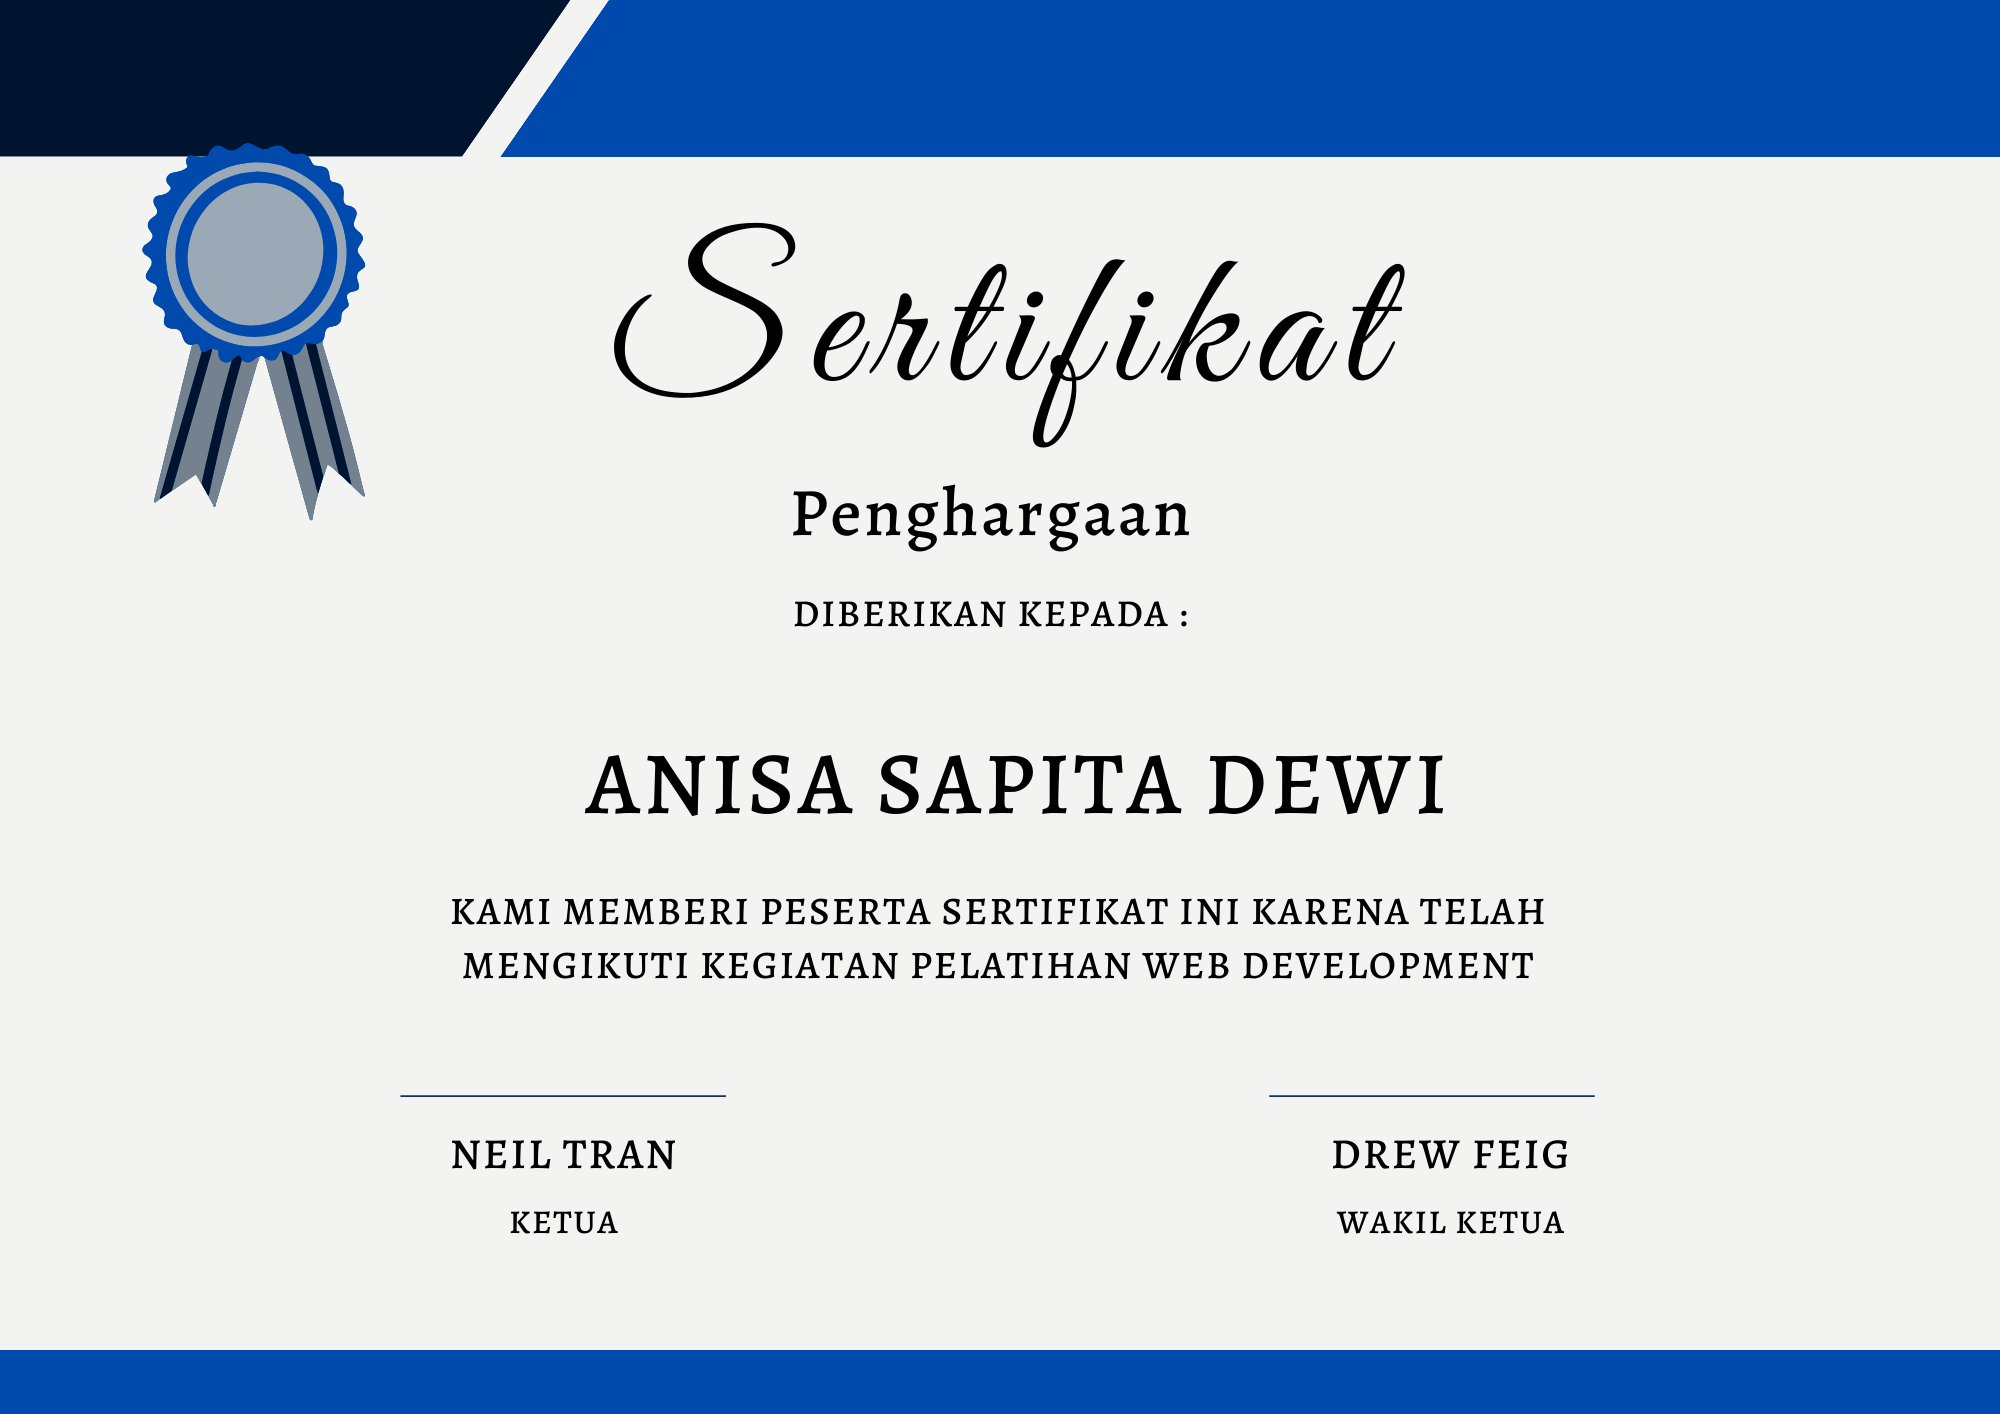 Sertifikat
Penghargaan
DIBERIKAN KEPADA :
ANISA SAPITA DEWI
KAMI MEMBERI PESERTA SERTIFIKAT INI KARENA TELAH
MENGIKUTI KEGIATAN PELATIHAN WEB DEVELOPMENT
NEIL TRAN
KETUA
DREW FEIG
WAKIL KETUA